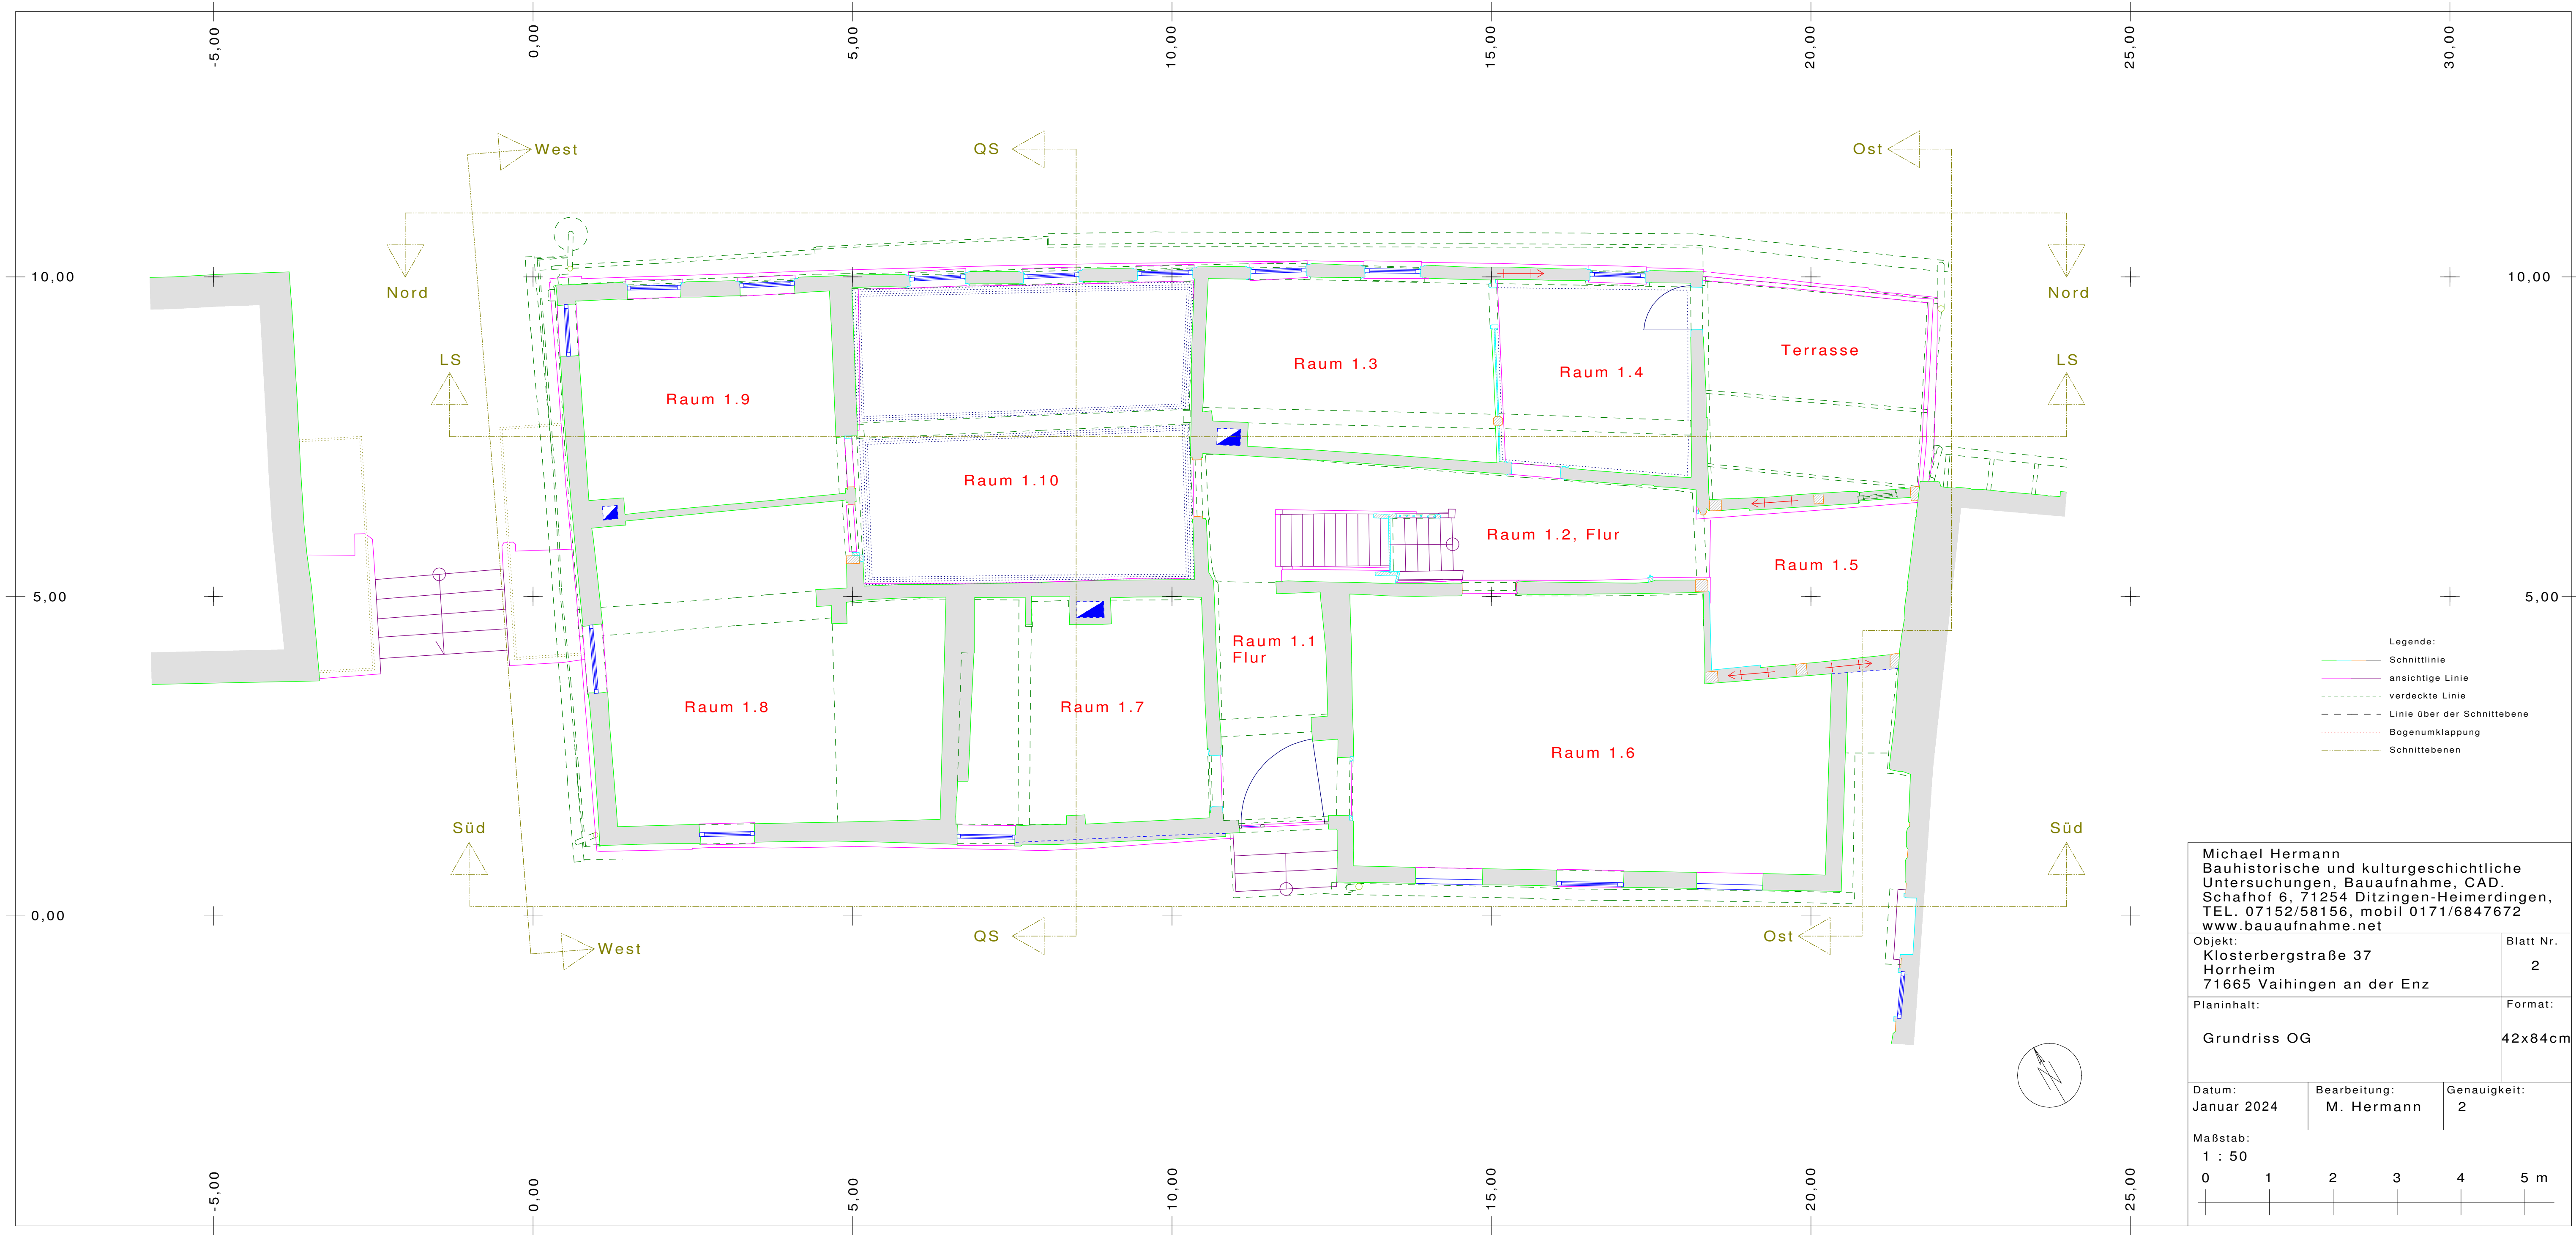 -5,00
0,00
5,00
10,00
15,00
20,00
25,00
30,00
West
QS
Ost
10,00
Nord
10,00
Nord
LS
LS
Raum 1.9
Raum 1.3
Raum 1.4
Terrasse
Raum 1.10
Raum 1.2, Flur
Raum 1.5
5,00
5,00
Raum 1.1
Flur
Raum 1.8
Raum 1.7
Raum 1.6
Legende:
Schnittlinie
ansichtige Linie
verdeckte Linie
Linie über der Schnittebene
Bogenumklappung
Schnittebenen
Süd
Süd
0,00
West
QS
Ost
Michael Hermann
Bauhistorische und kulturgeschichtliche
Untersuchungen, Bauaufnahme, CAD.
Schafhof 6, 71254 Ditzingen-Heimerdingen,
TEL. 07152/58156, mobil 0171/6847672
www.bauaufnahme.net
Objekt:
Klosterbergstraße 37
Horrheim
71665 Vaihingen an der Enz
Blatt Nr.
2
Planinhalt:
Grundriss OG
Format:
42x84cm
Datum:
Januar 2024
Bearbeitung:
M. Hermann
Genauigkeit:
2
Maßstab:
1 : 50
0 1 2 3 4 5 m
N
-5,00
0,00
5,00
10,00
15,00
20,00
25,00